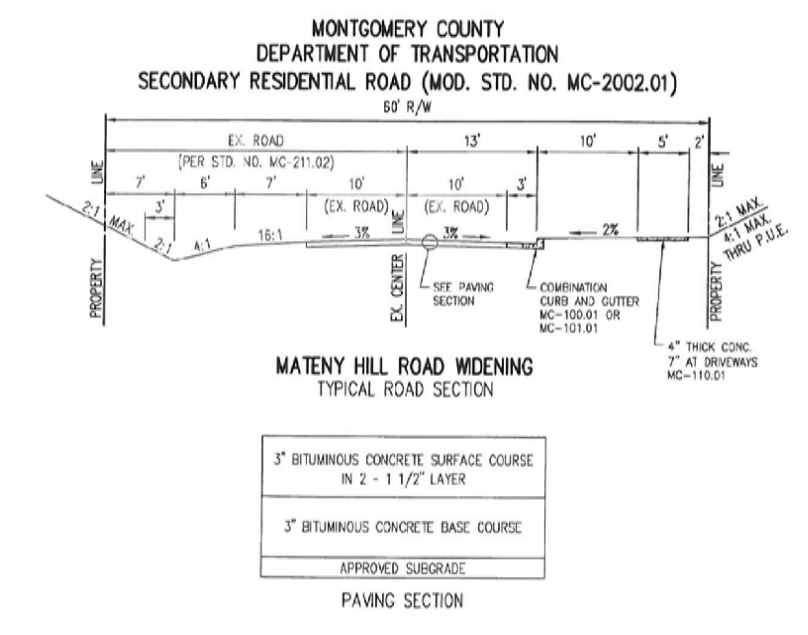 MONTGOMERY COUNTY
DEPARTMENT OF TRANSPORTATION
SECONDARY RESIDENTIAL ROAD (MOD. STD. NO. MC-2002.01)
60' R/W
EX. ROAD
13'
10'
5'
2'
(PER STD. NO. MC-211.02)
7'
6'
7'
10'
10'
3'
3'
(EX. ROAD)
(EX. ROAD)
PROPERTY LINE
EX. CENTER LINE
PROPERTY LINE
2:1 MAX.
2:1
4:1
16:1
3%
3%
2%
2:1 MAX.
4:1 MAX.
THRU P.U.E.
SEE PAVING
SECTION
COMBINATION
CURB AND GUTTER
MC-100.01 OR
MC-101.01
4" THICK CONC.
7" AT DRIVEWAYS
MC-110.01
MATENY HILL ROAD WIDENING
TYPICAL ROAD SECTION
3" BITUMINOUS CONCRETE SURFACE COURSE
IN 2 - 1 1/2" LAYER
3" BITUMINOUS CONCRETE BASE COURSE
APPROVED SUBGRADE
PAVING SECTION